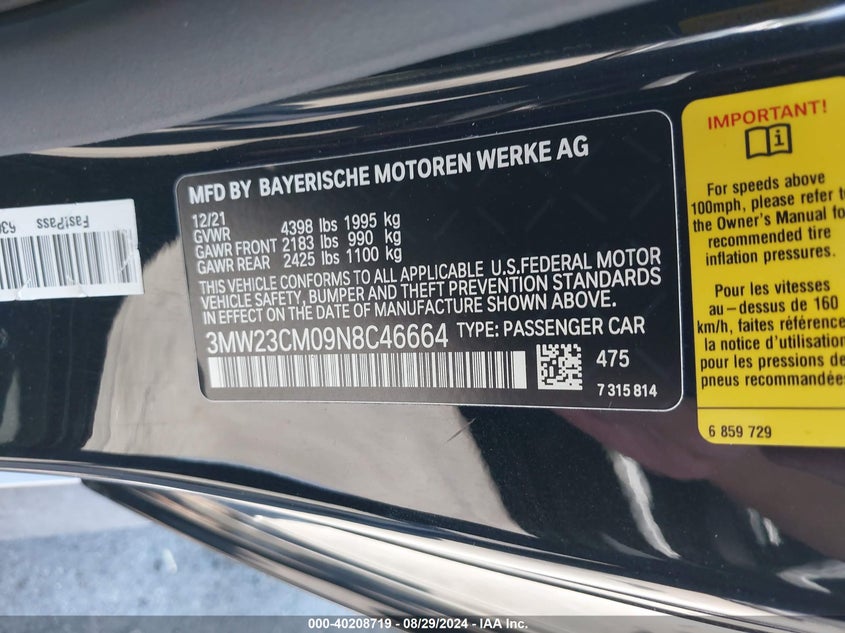 FastPass
MFD BY BAYERISCHE MOTOREN WERKE AG
12/21
GVWR 4398 lbs 1995 kg
GAWR FRONT 2183 lbs 990 kg
GAWR REAR 2425 lbs 1100 kg
THIS VEHICLE CONFORMS TO ALL APPLICABLE U.S.FEDERAL MOTOR
VEHICLE SAFETY, BUMPER, AND THEFT PREVENTION STANDARDS
IN EFFECT ON THE DATE OF MANUFACTURE SHOWN ABOVE.
3MW23CM09N8C46664 TYPE: PASSENGER CAR
475
7 315 814
IMPORTANT!
For speeds above
100mph, please refer to
the Owner's Manual for
recommended tire
inflation pressures.
Pour les vitesses
au-dessus de 160
km/h, faites référence
la notice d'utilisation
pour les pressions de
pneus recommandées
6 859 729
000-40208719 - 08/29/2024 - IAA Inc.